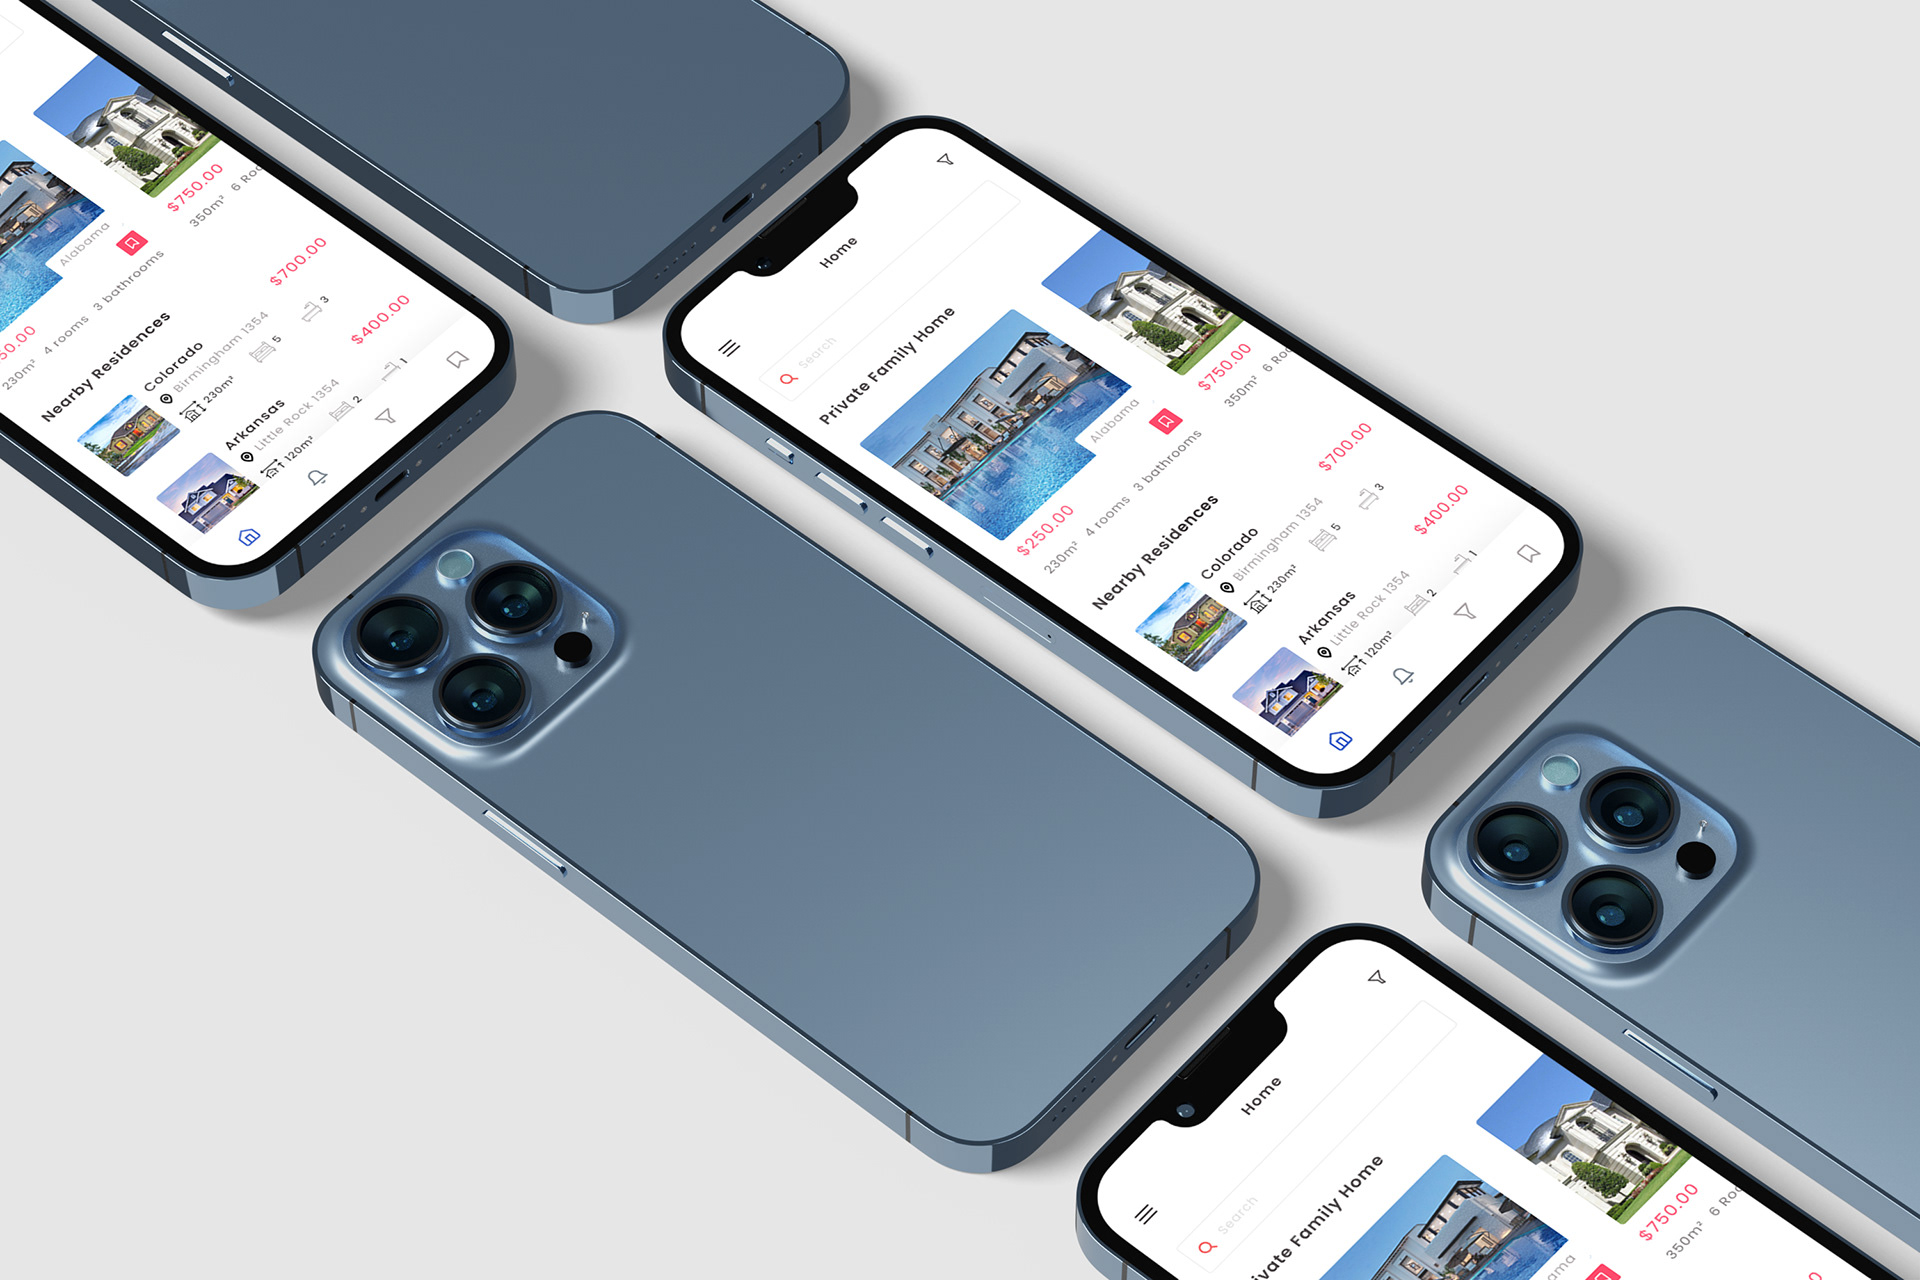 $750.00
350m² 6 Roo
Alabama
50.00
230m² 4 rooms 3 bathrooms
Nearby Residences
Colorado
$700.00
Birmingham 1354
230m² 5 3
Arkansas
$400.00
Little Rock 1354
120m² 2 1
Home
Search
Private Family Home
Alabama
$250.00
230m² 4 rooms 3 bathrooms
$750.00
350m² 6 Roo
Nearby Residences
Colorado
$700.00
Birmingham 1354
230m² 5 3
Arkansas
$400.00
Little Rock 1354
120m² 2 1
Home
Search
ivate Family Home
$750.00
350m² 6 Roo
ama